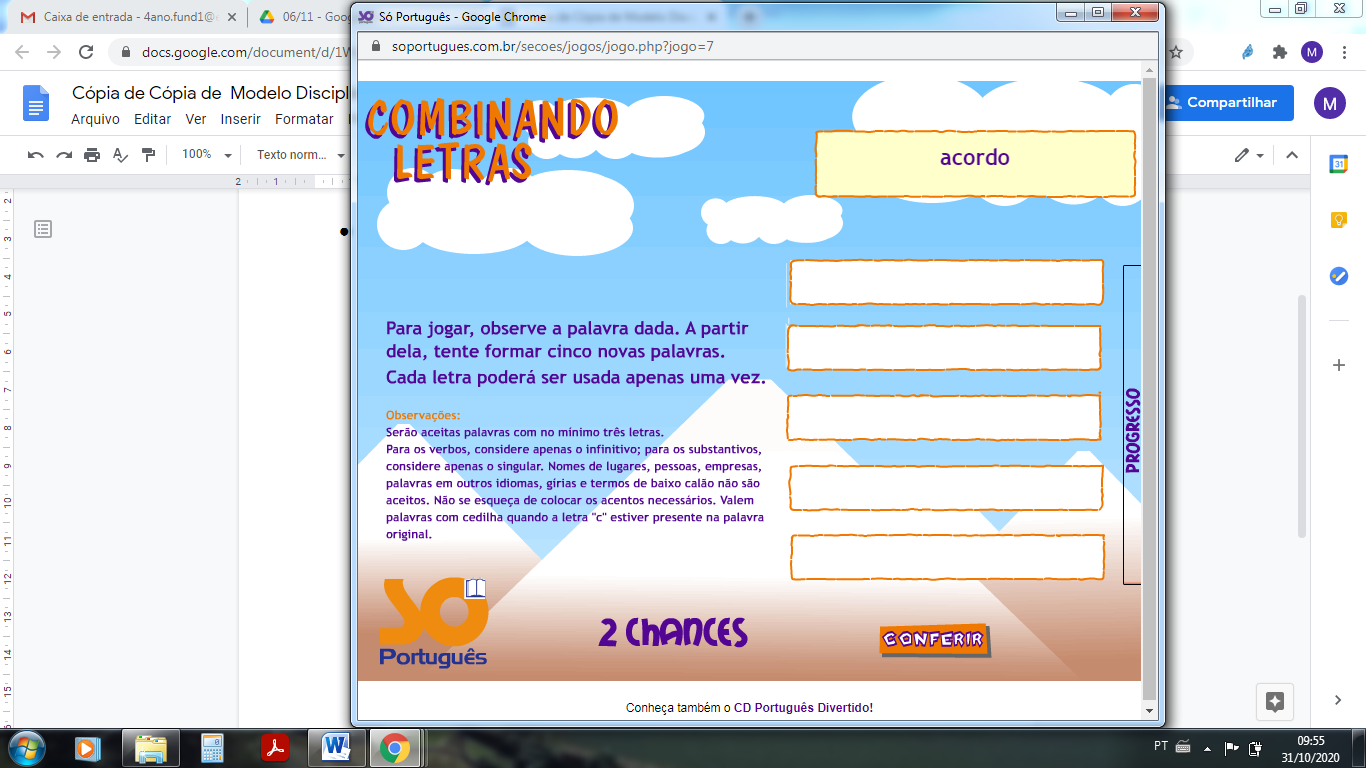 Caixa de entrada - 4ano.fund1@
06/11 - Goo
Só Português - Google Chrome
soportugues.com.br/secoes/jogos/jogo.php?jogo=7
docs.google.com/document/d/1W
M
Cópia de Cópia de Modelo Discipl
Arquivo Editar Ver Inserir Formatar
Compartilhar
M
100%
Texto norm...
2 1
COMBINANDO
LETRAS
acordo
Para jogar, observe a palavra dada. A partir
dela, tente formar cinco novas palavras.
Cada letra poderá ser usada apenas uma vez.
Observações:
Serão aceitas palavras com no mínimo três letras.
Para os verbos, considere apenas o infinitivo; para os substantivos,
considere apenas o singular. Nomes de lugares, pessoas, empresas,
palavras em outros idiomas, gírias e termos de baixo calão não são
aceitos. Não se esqueça de colocar os acentos necessários. Valem
palavras com cedilha quando a letra "c" estiver presente na palavra
original.
PROGRESSO
SÓ
Português
2 CHANCES
CONFERIR
Conheça também o CD Português Divertido!
PT
09:55
31/10/2020